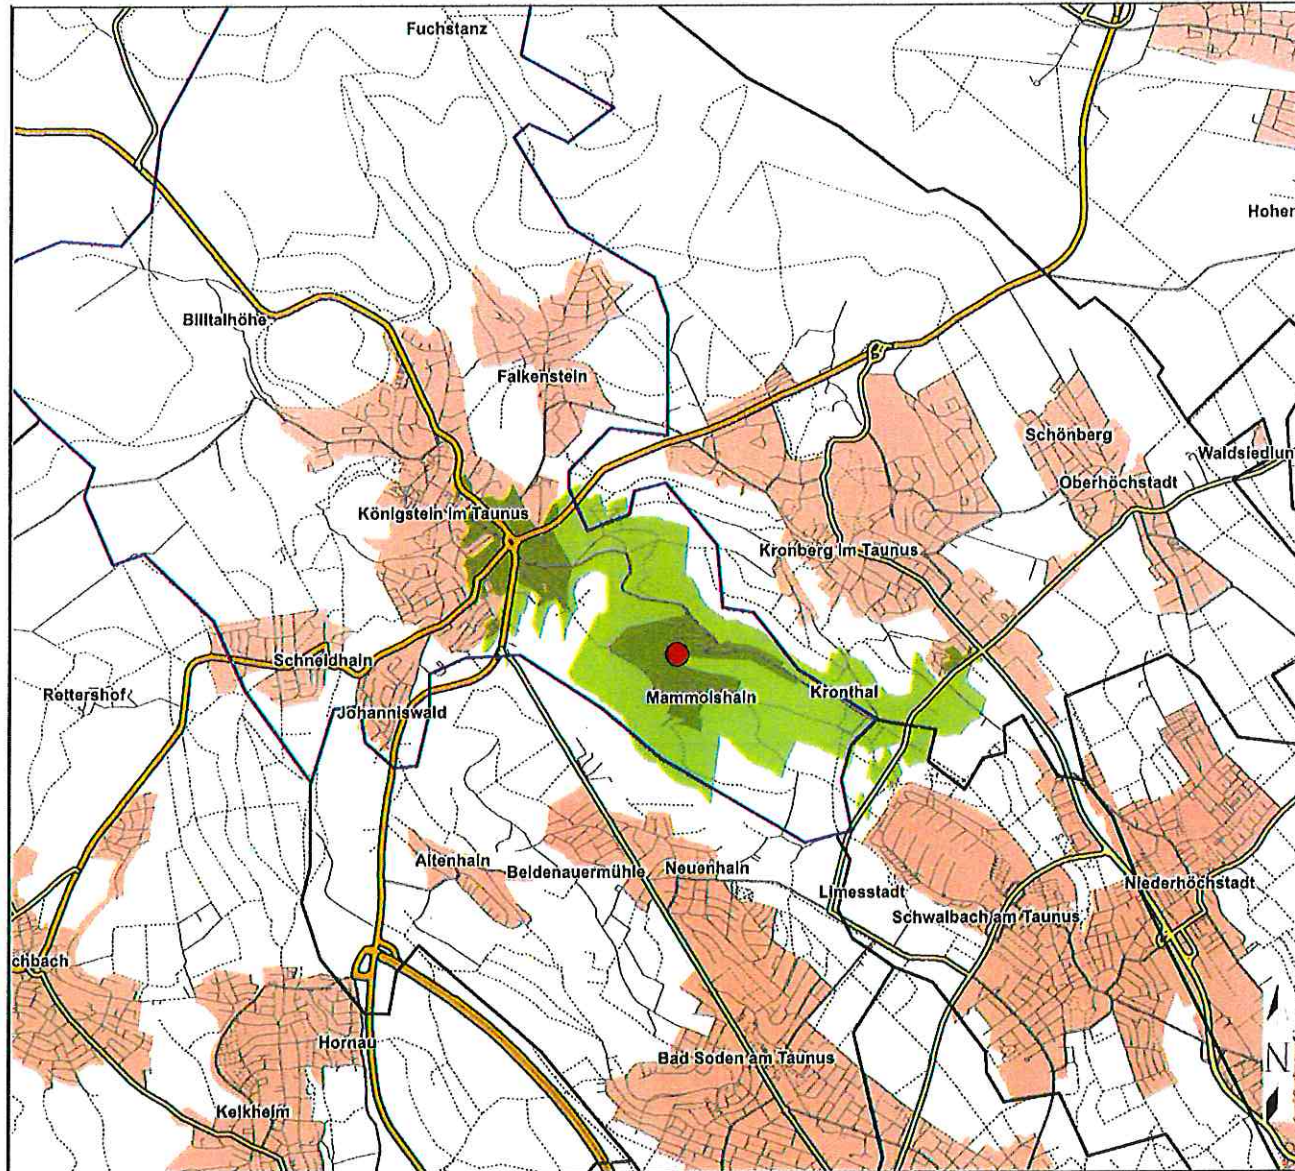 Fuchstanz
Hoher
Billtalhöhe
Falkenstein
Schönberg
Waldsiedlun
Oberhöchstadt
Königstein im Taunus
Kronberg im Taunus
Schneidhain
Rettershof
Mammolshain
Kronthal
Johanniswald
Altenhain
Beidenauermühle
Neuenhain
Limesstadt
Niederhöchstadt
Schwalbach am Taunus
chbach
Hornau
Bad Soden am Taunus
N
Kelkheim